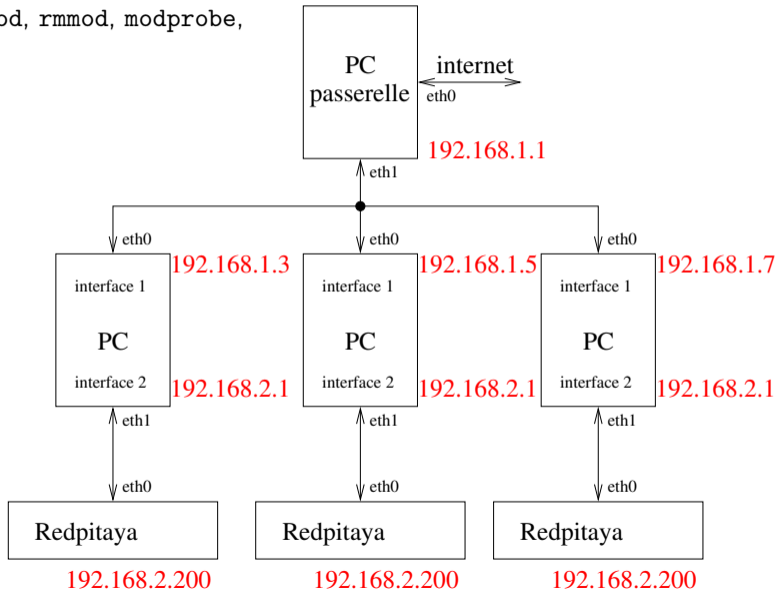 od, rmmod, modprobe,
PC
passerelle
internet
eth0
192.168.1.1
eth1
eth0 eth0 eth0
192.168.1.3 192.168.1.5 192.168.1.7
interface 1 interface 1 interface 1
PC PC PC
interface 2 interface 2 interface 2
192.168.2.1 192.168.2.1 192.168.2.1
eth1 eth1 eth1
eth0 eth0 eth0
Redpitaya Redpitaya Redpitaya
192.168.2.200 192.168.2.200 192.168.2.200